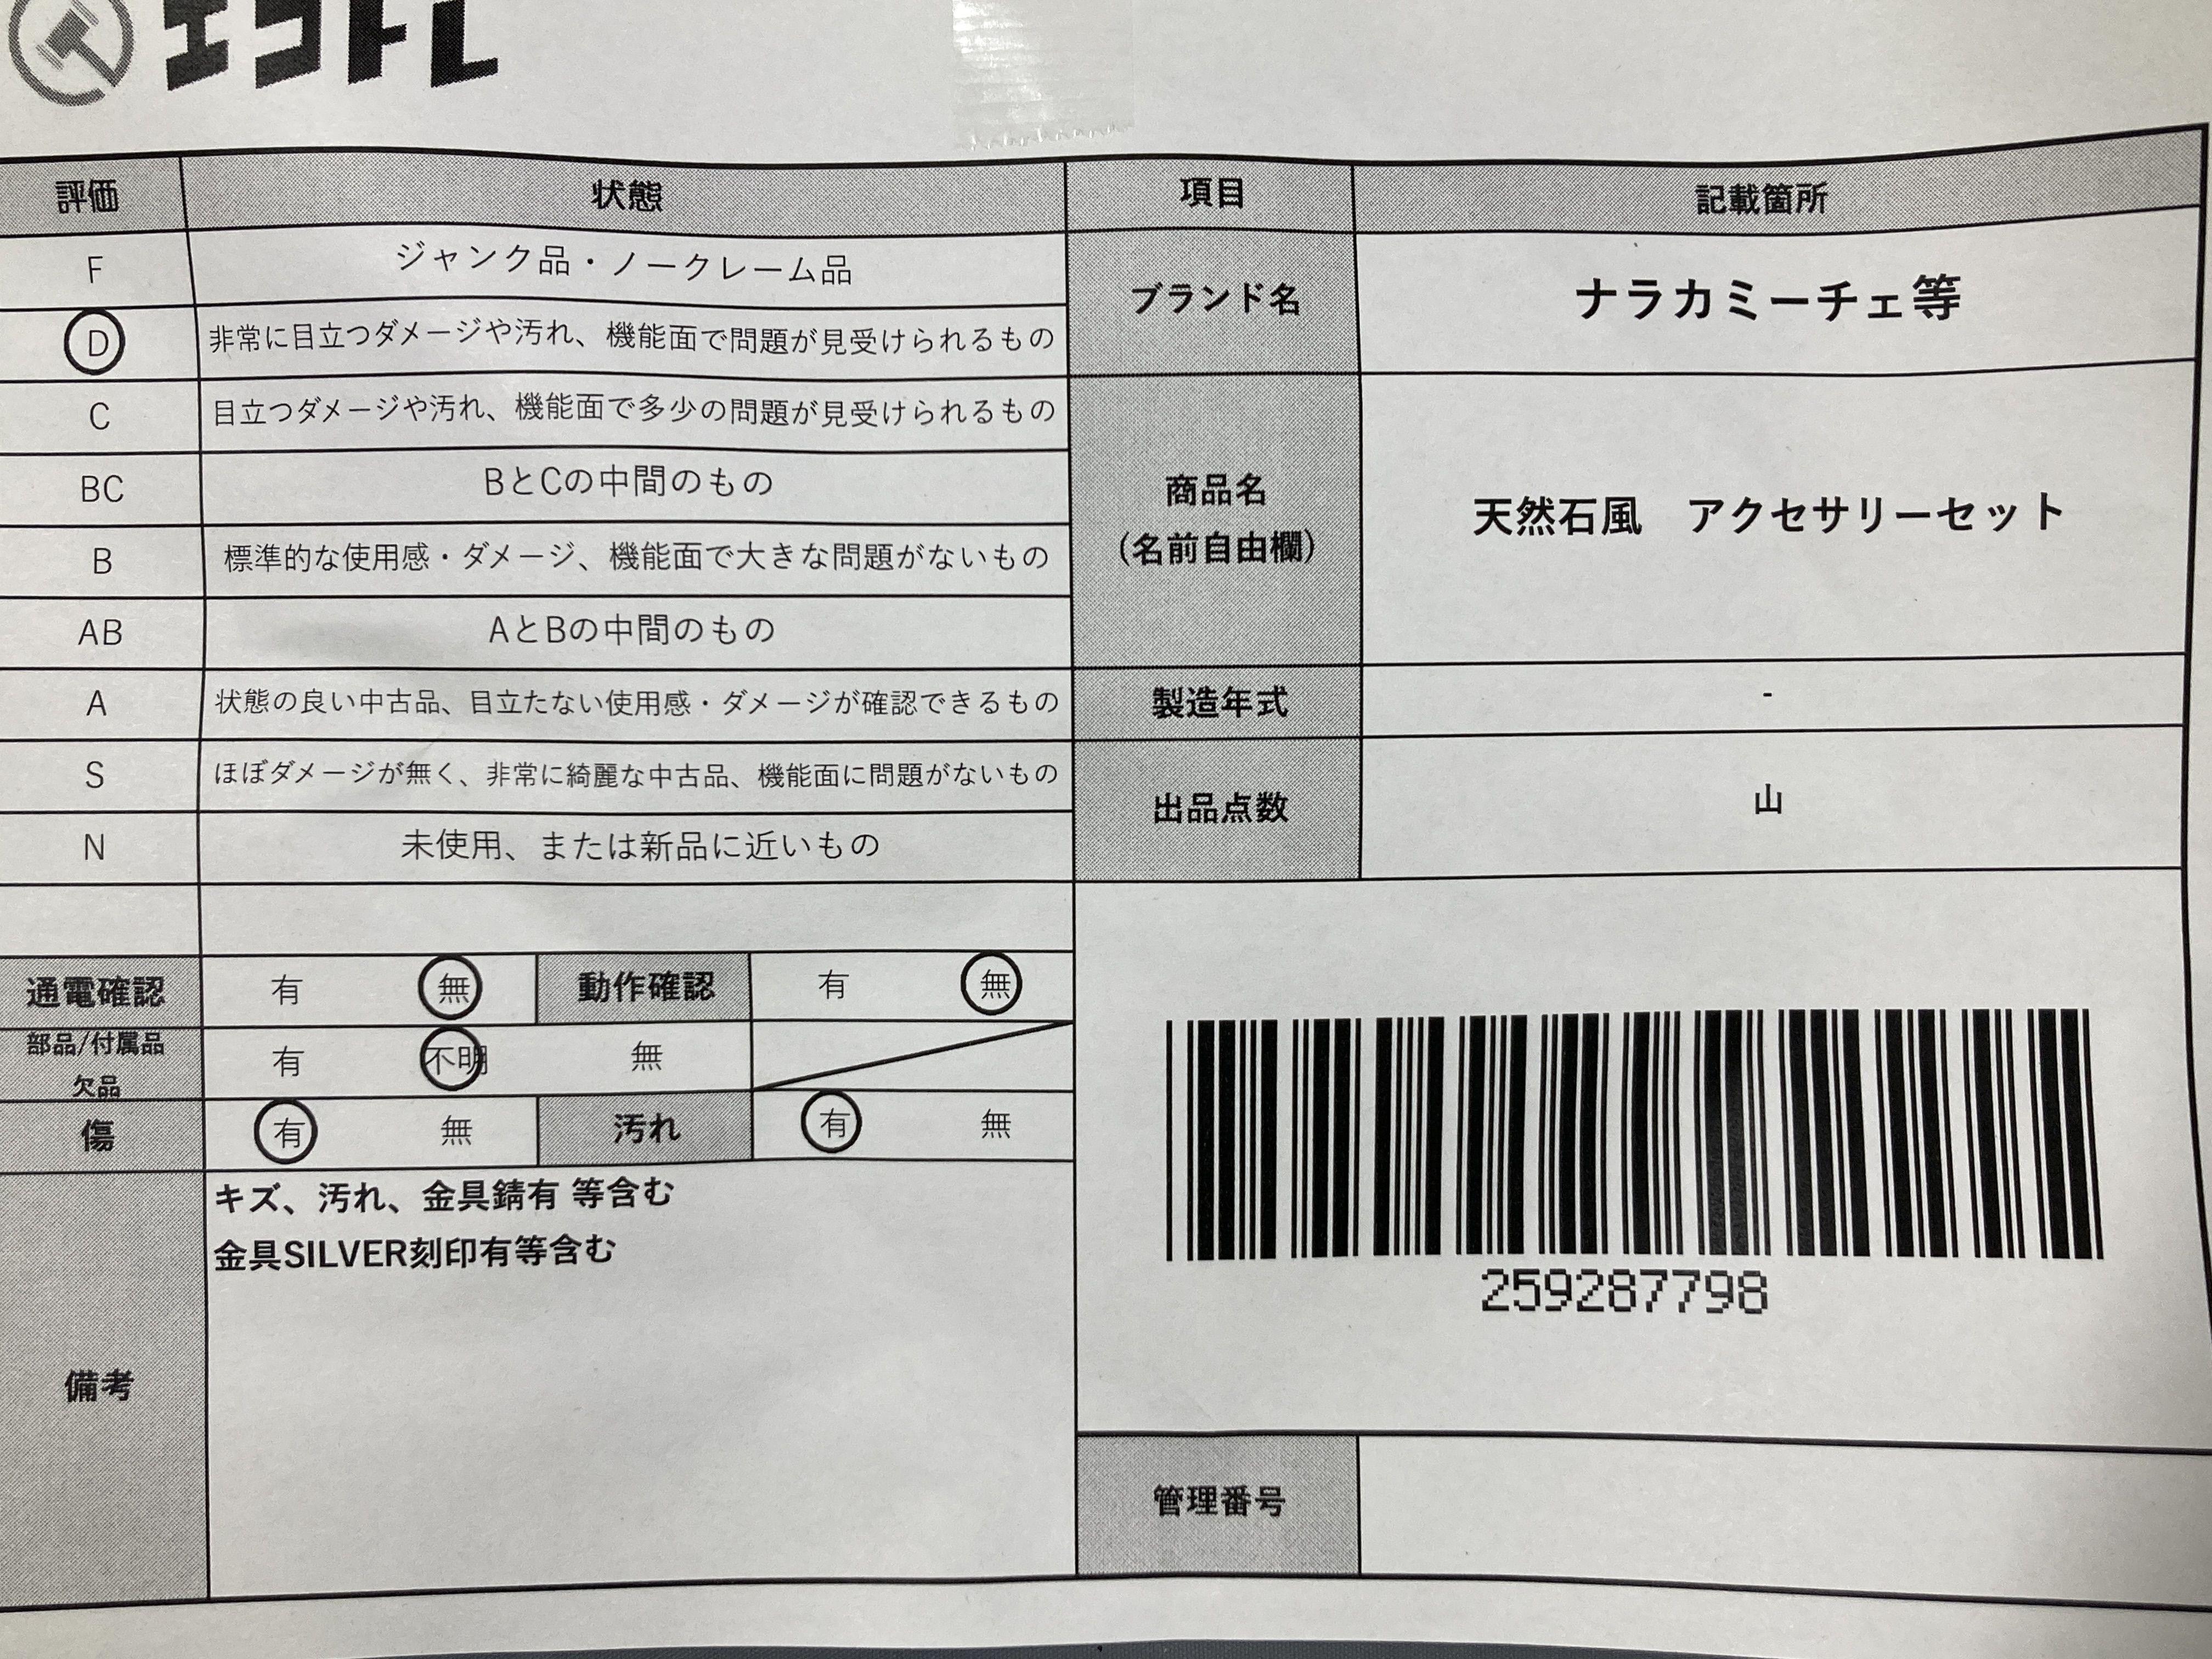 エコトレ
評価 状態 項目 記載箇所
F ジャンク品・ノークレーム品
D 非常に目立つダメージや汚れ、機能面で問題が見受けられるもの
C 目立つダメージや汚れ、機能面で多少の問題が見受けられるもの
BC BとCの中間のもの
B 標準的な使用感・ダメージ、機能面で大きな問題がないもの
AB AとBの中間のもの
A 状態の良い中古品、目立たない使用感・ダメージが確認できるもの
S ほぼダメージが無く、非常に綺麗な中古品、機能面に問題がないもの
N 未使用、または新品に近いもの
ブランド名 ナラカミーチェ等
商品名
(名前自由欄)
天然石風 アクセサリーセット
製造年式 -
出品点数 山
通電確認 有 無 動作確認 有 無
部品/付属品
欠品
有 不明 無
傷 有 無 汚れ 有 無
備考
キズ、汚れ、金具錆有 等含む
金具SILVER刻印有等含む
259287798
管理番号